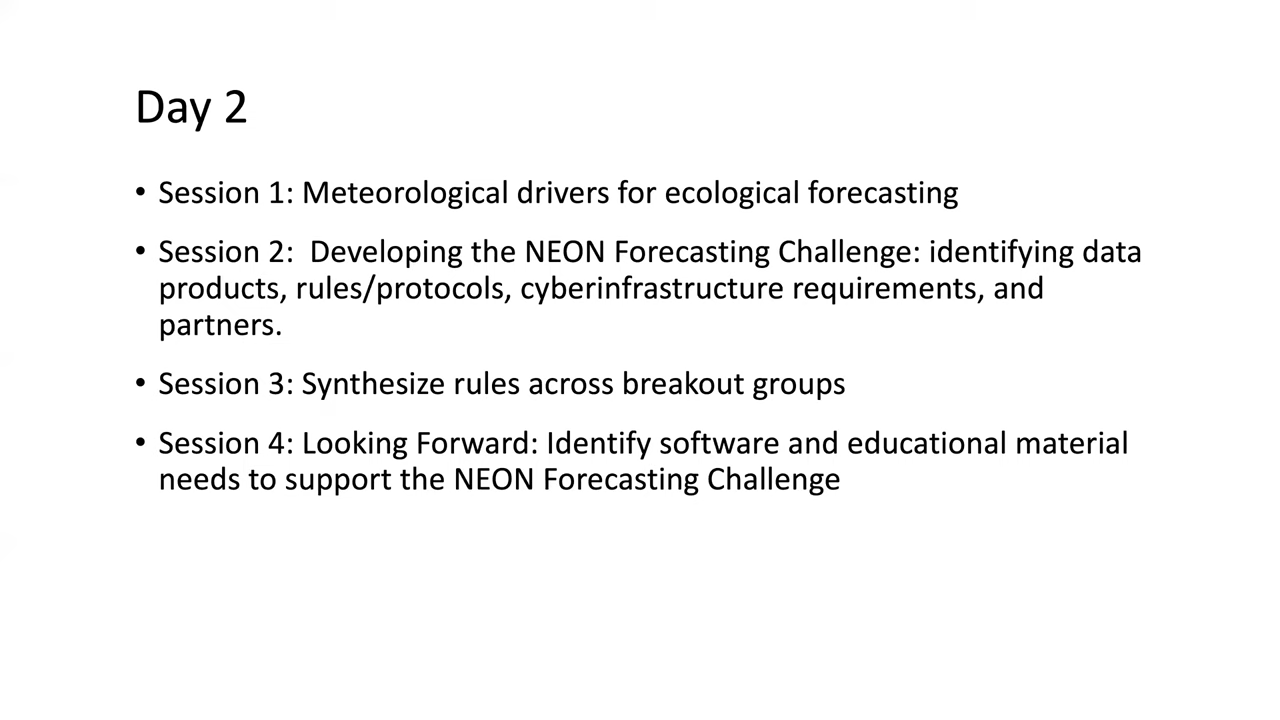 Day 2
• Session 1: Meteorological drivers for ecological forecasting
• Session 2:  Developing the NEON Forecasting Challenge: identifying data
products, rules/protocols, cyberinfrastructure requirements, and
partners.
• Session 3: Synthesize rules across breakout groups
• Session 4: Looking Forward: Identify software and educational material
needs to support the NEON Forecasting Challenge